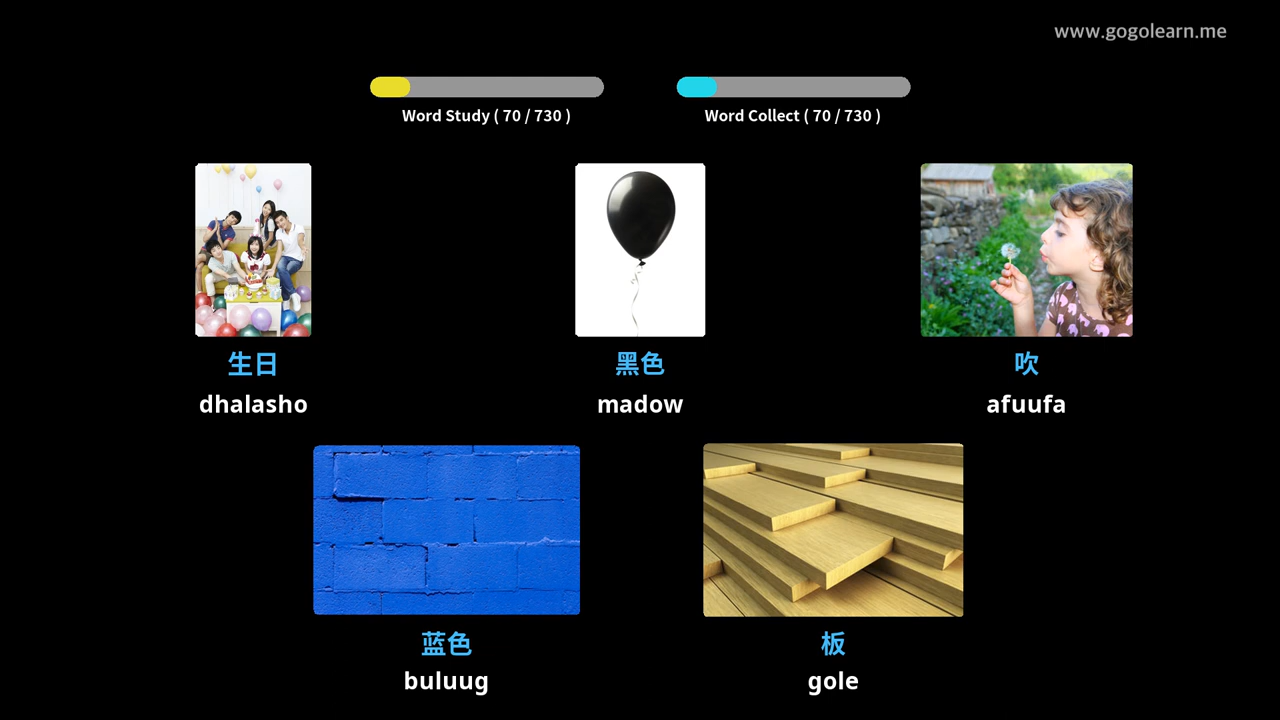 www.gogolearn.me
Word Study ( 70 / 730 )
Word Collect ( 70 / 730 )
生日
dhalasho
黑色
madow
吹
afuufa
蓝色
buluug
板
gole